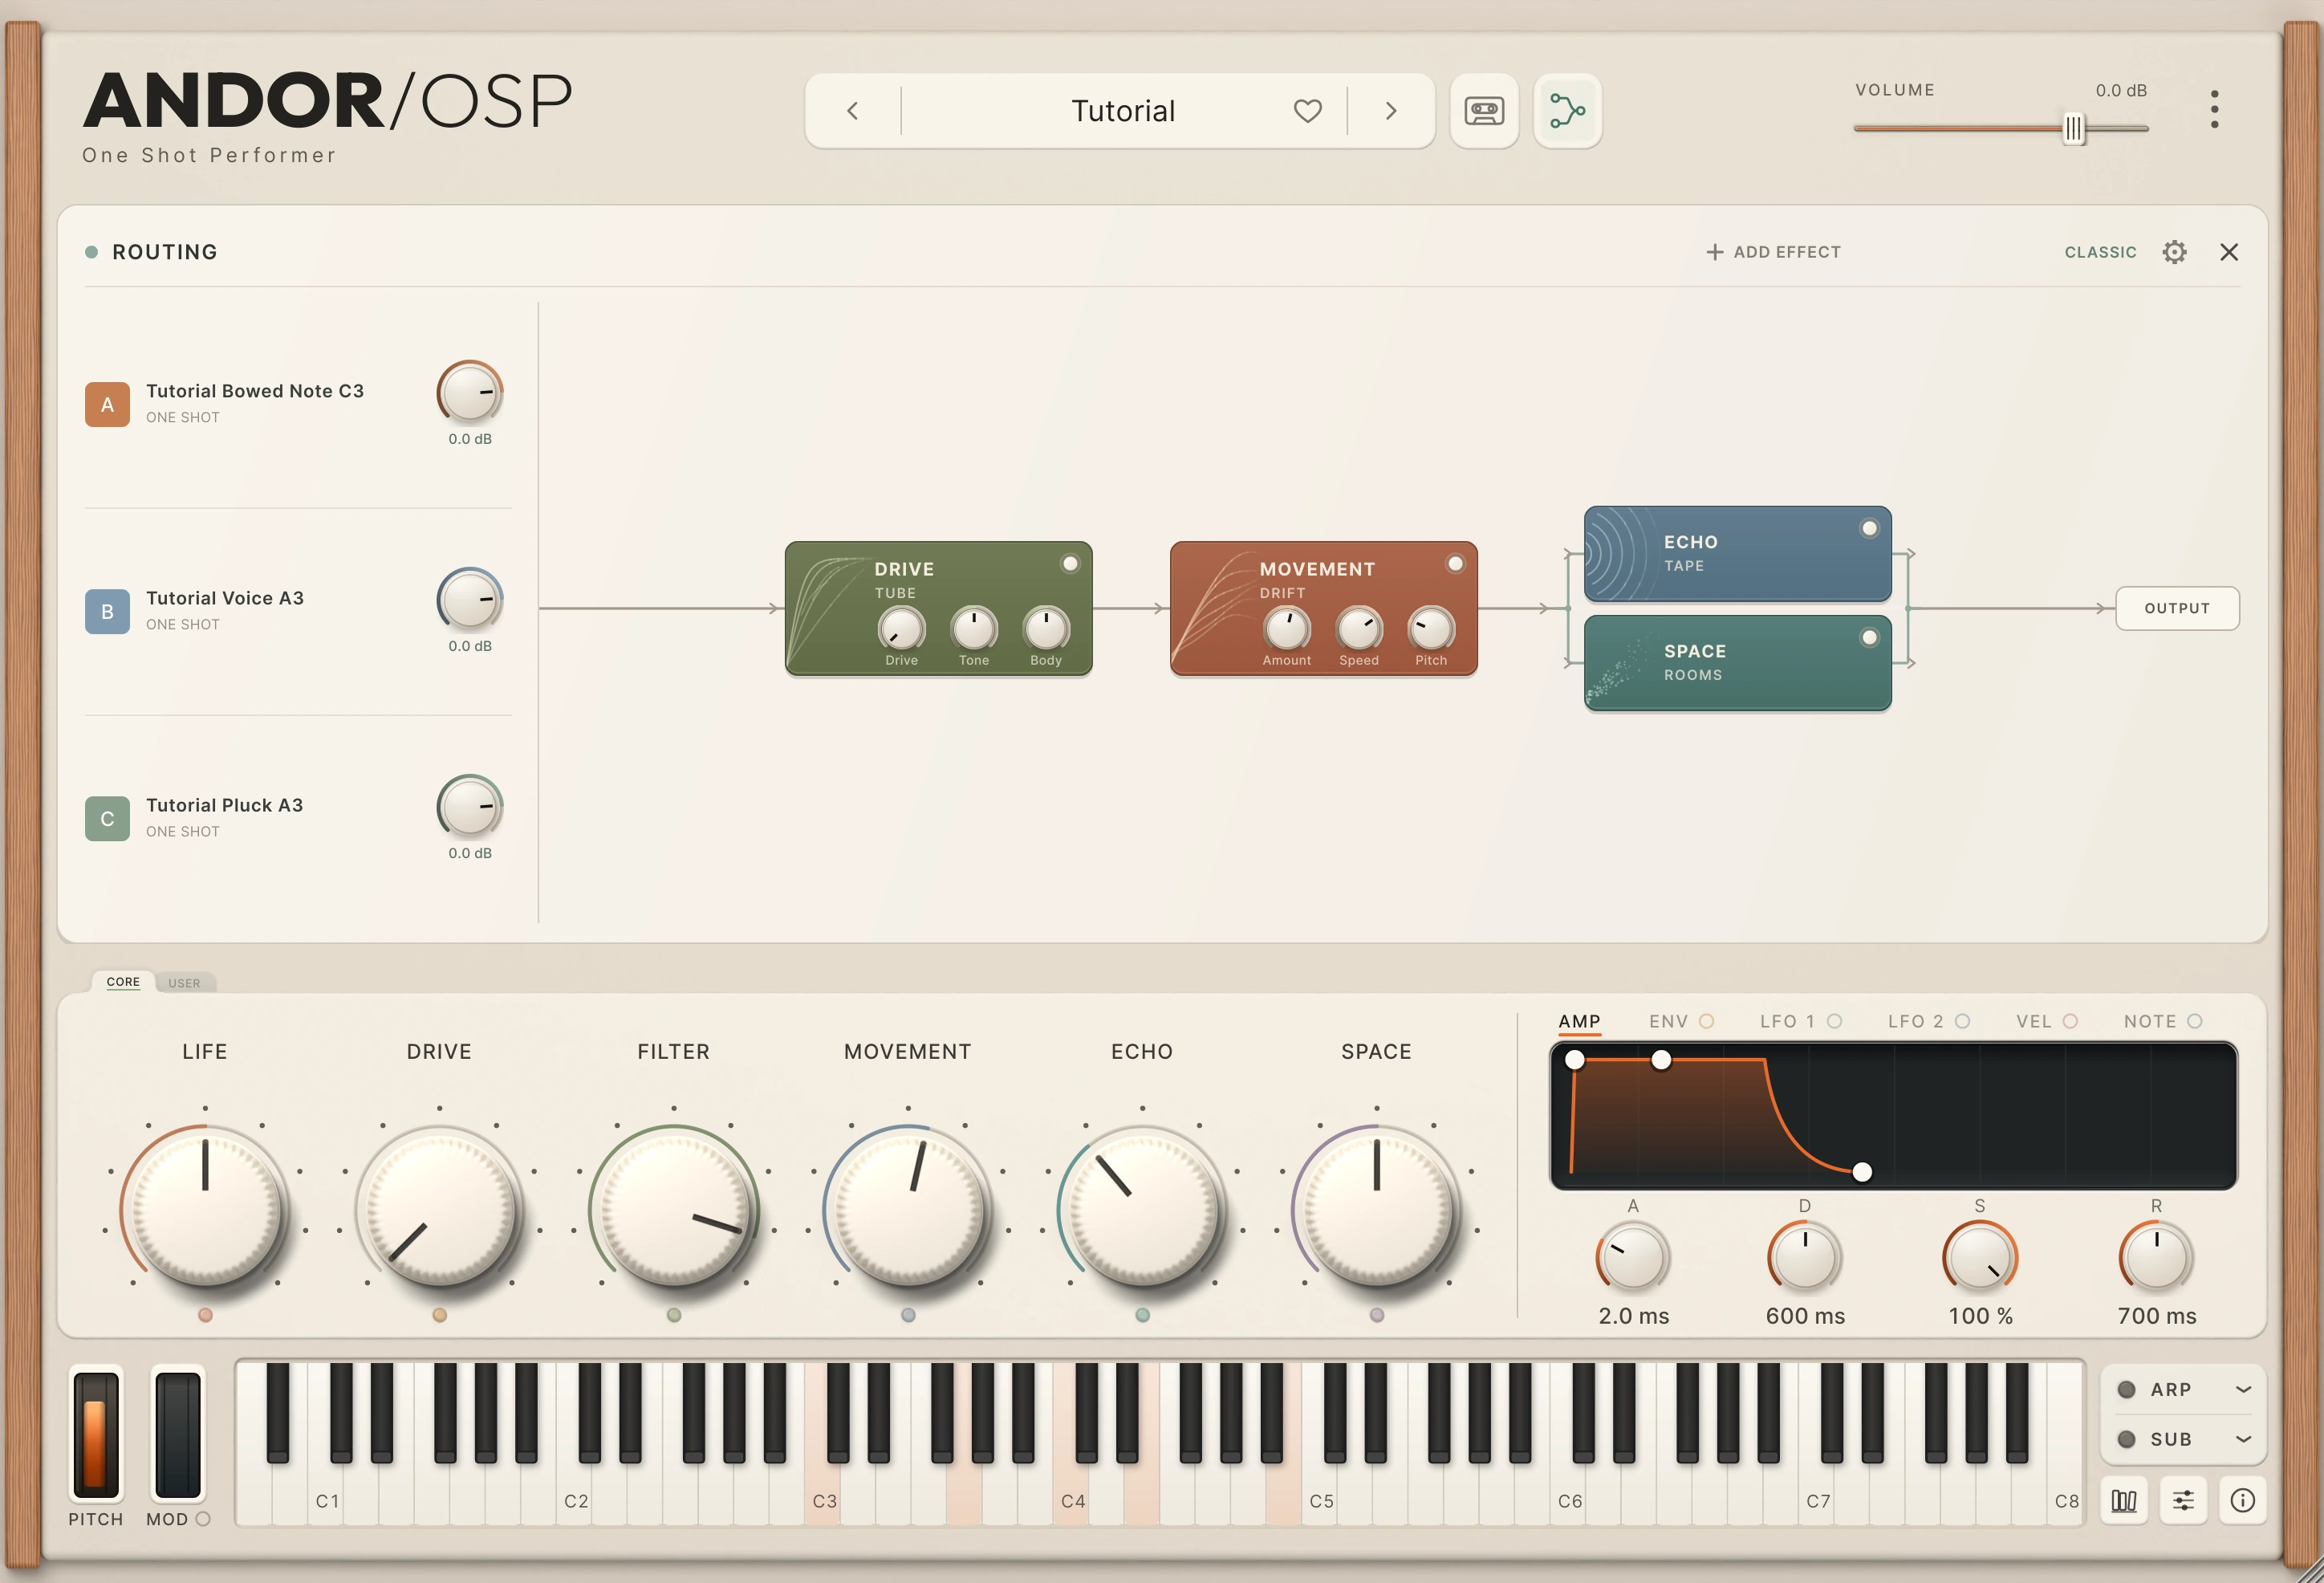 ANDOR/OSP
One Shot Performer
Tutorial
VOLUME 0.0 dB
ROUTING
ADD EFFECT
CLASSIC
A
Tutorial Bowed Note C3
ONE SHOT
0.0 dB
B
Tutorial Voice A3
ONE SHOT
0.0 dB
C
Tutorial Pluck A3
ONE SHOT
0.0 dB
DRIVE
TUBE
Drive Tone Body
MOVEMENT
DRIFT
Amount Speed Pitch
ECHO
TAPE
SPACE
ROOMS
OUTPUT
CORE USER
LIFE DRIVE FILTER MOVEMENT ECHO SPACE
AMP ENV LFO 1 LFO 2 VEL NOTE
A D S R
2.0 ms 600 ms 100 % 700 ms
PITCH MOD
C1 C2 C3 C4 C5 C6 C7 C8
ARP
SUB